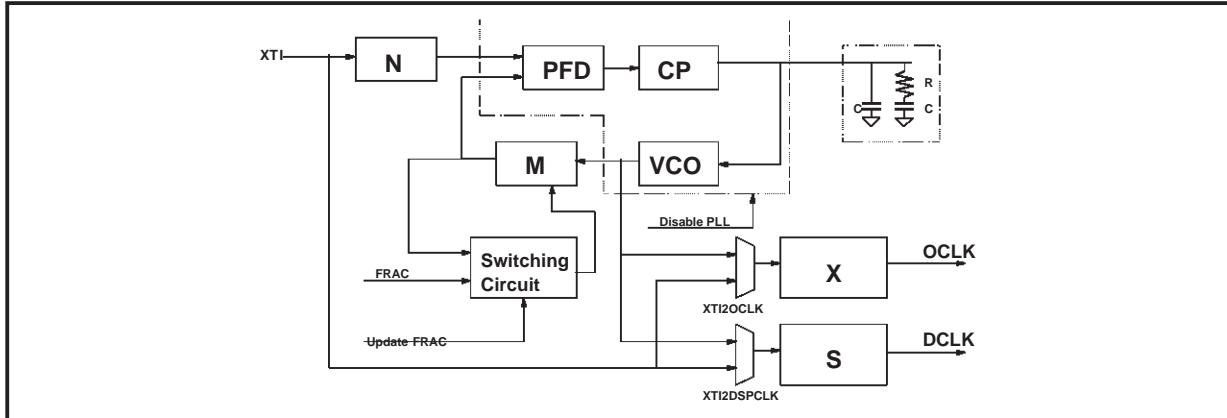 XTI
N
PFD
CP
R
C
C
M
VCO
Disable PLL
Switching
Circuit
FRAC
Update FRAC
XTI2OCLK
X
OCLK
XTI2DSPCLK
S
DCLK